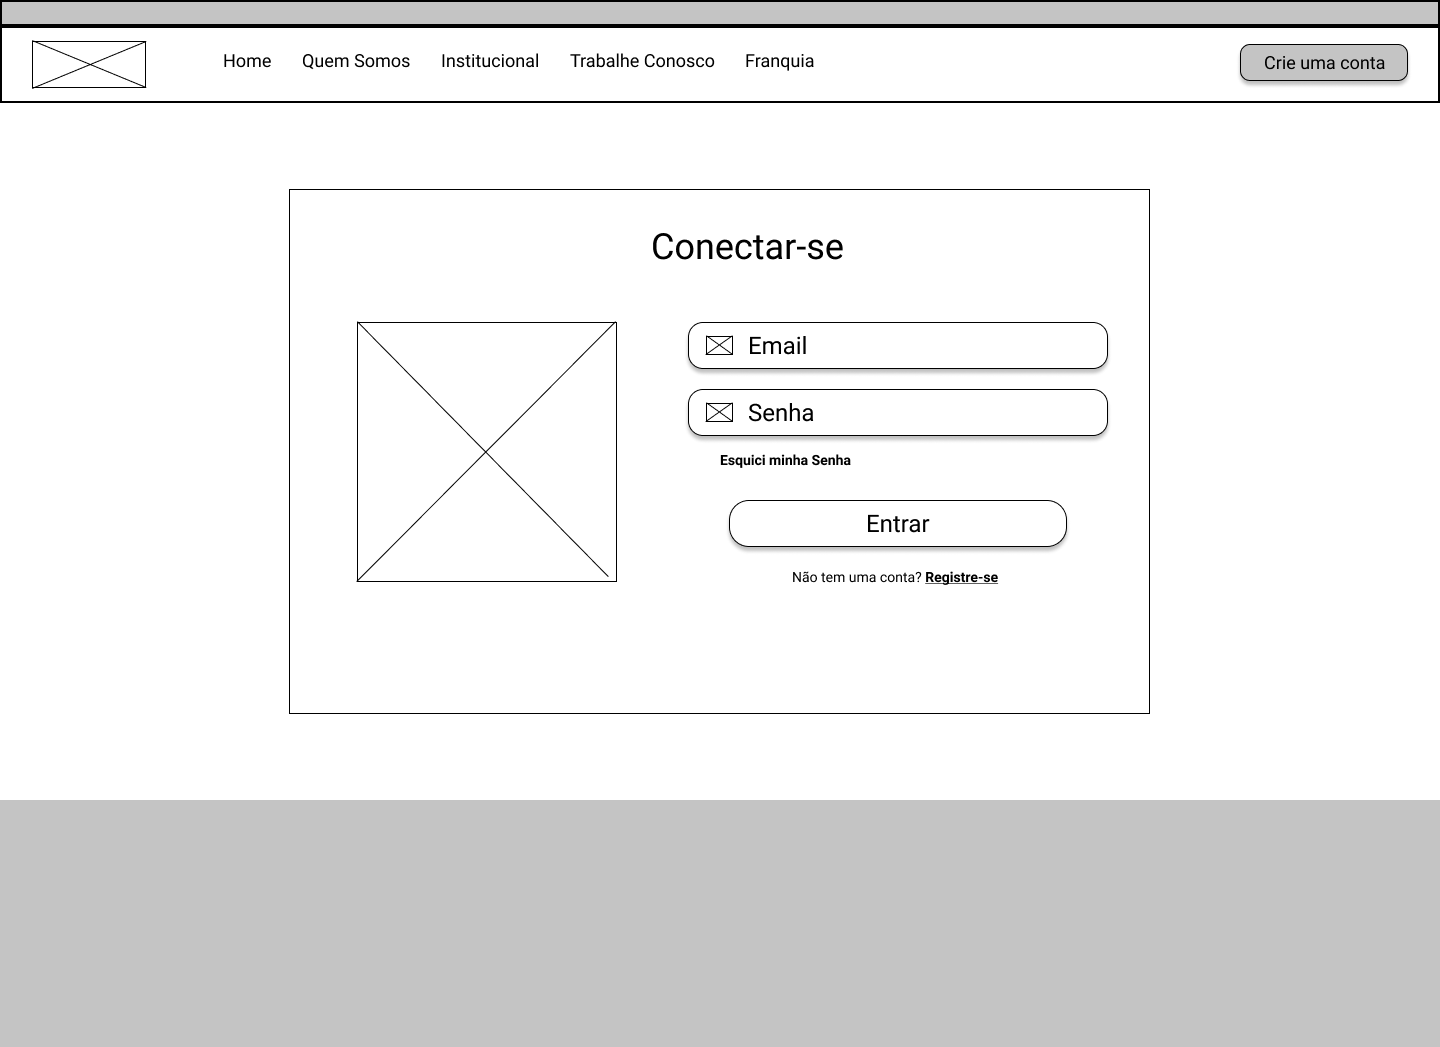 Home Quem Somos Institucional Trabalhe Conosco Franquia Crie uma conta
Conectar-se
Email
Senha
Esquici minha Senha
Entrar
Não tem uma conta? Registre-se